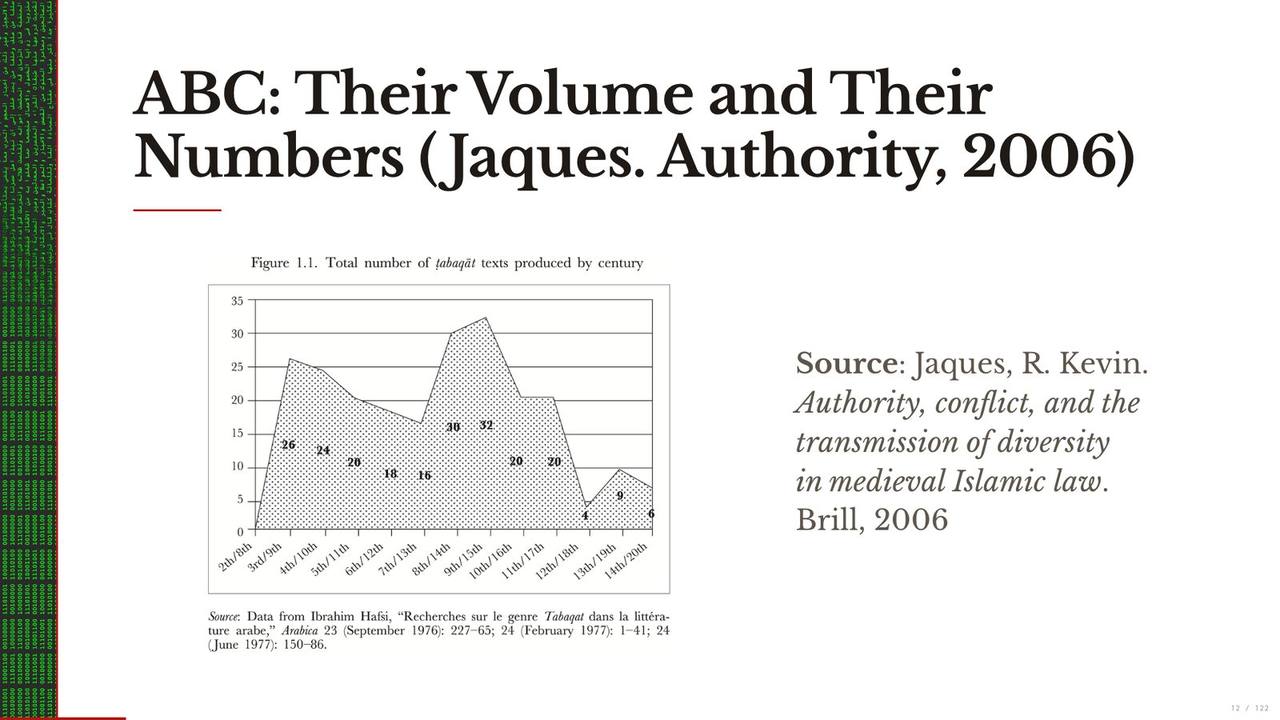 ABC: Their Volume and Their
Numbers (Jaques. Authority, 2006)
Figure 1.1. Total number of ṭabaqāt texts produced by century
35
30
25
20
15
10
5
0
26
24
20
18
16
30
32
20
20
4
9
6
2th/8th
3rd/9th
4th/10th
5th/11th
6th/12th
7th/13th
8th/14th
9th/15th
10th/16th
11th/17th
12th/18th
13th/19th
14th/20th
Source: Data from Ibrahim Hafsi, “Recherches sur le genre Tabaqat dans la littéra-
ture arabe,” Arabica 23 (September 1976): 227–65; 24 (February 1977): 1–41; 24
(June 1977): 150–86.
Source: Jaques, R. Kevin.
Authority, conflict, and the
transmission of diversity
in medieval Islamic law.
Brill, 2006
12 / 122